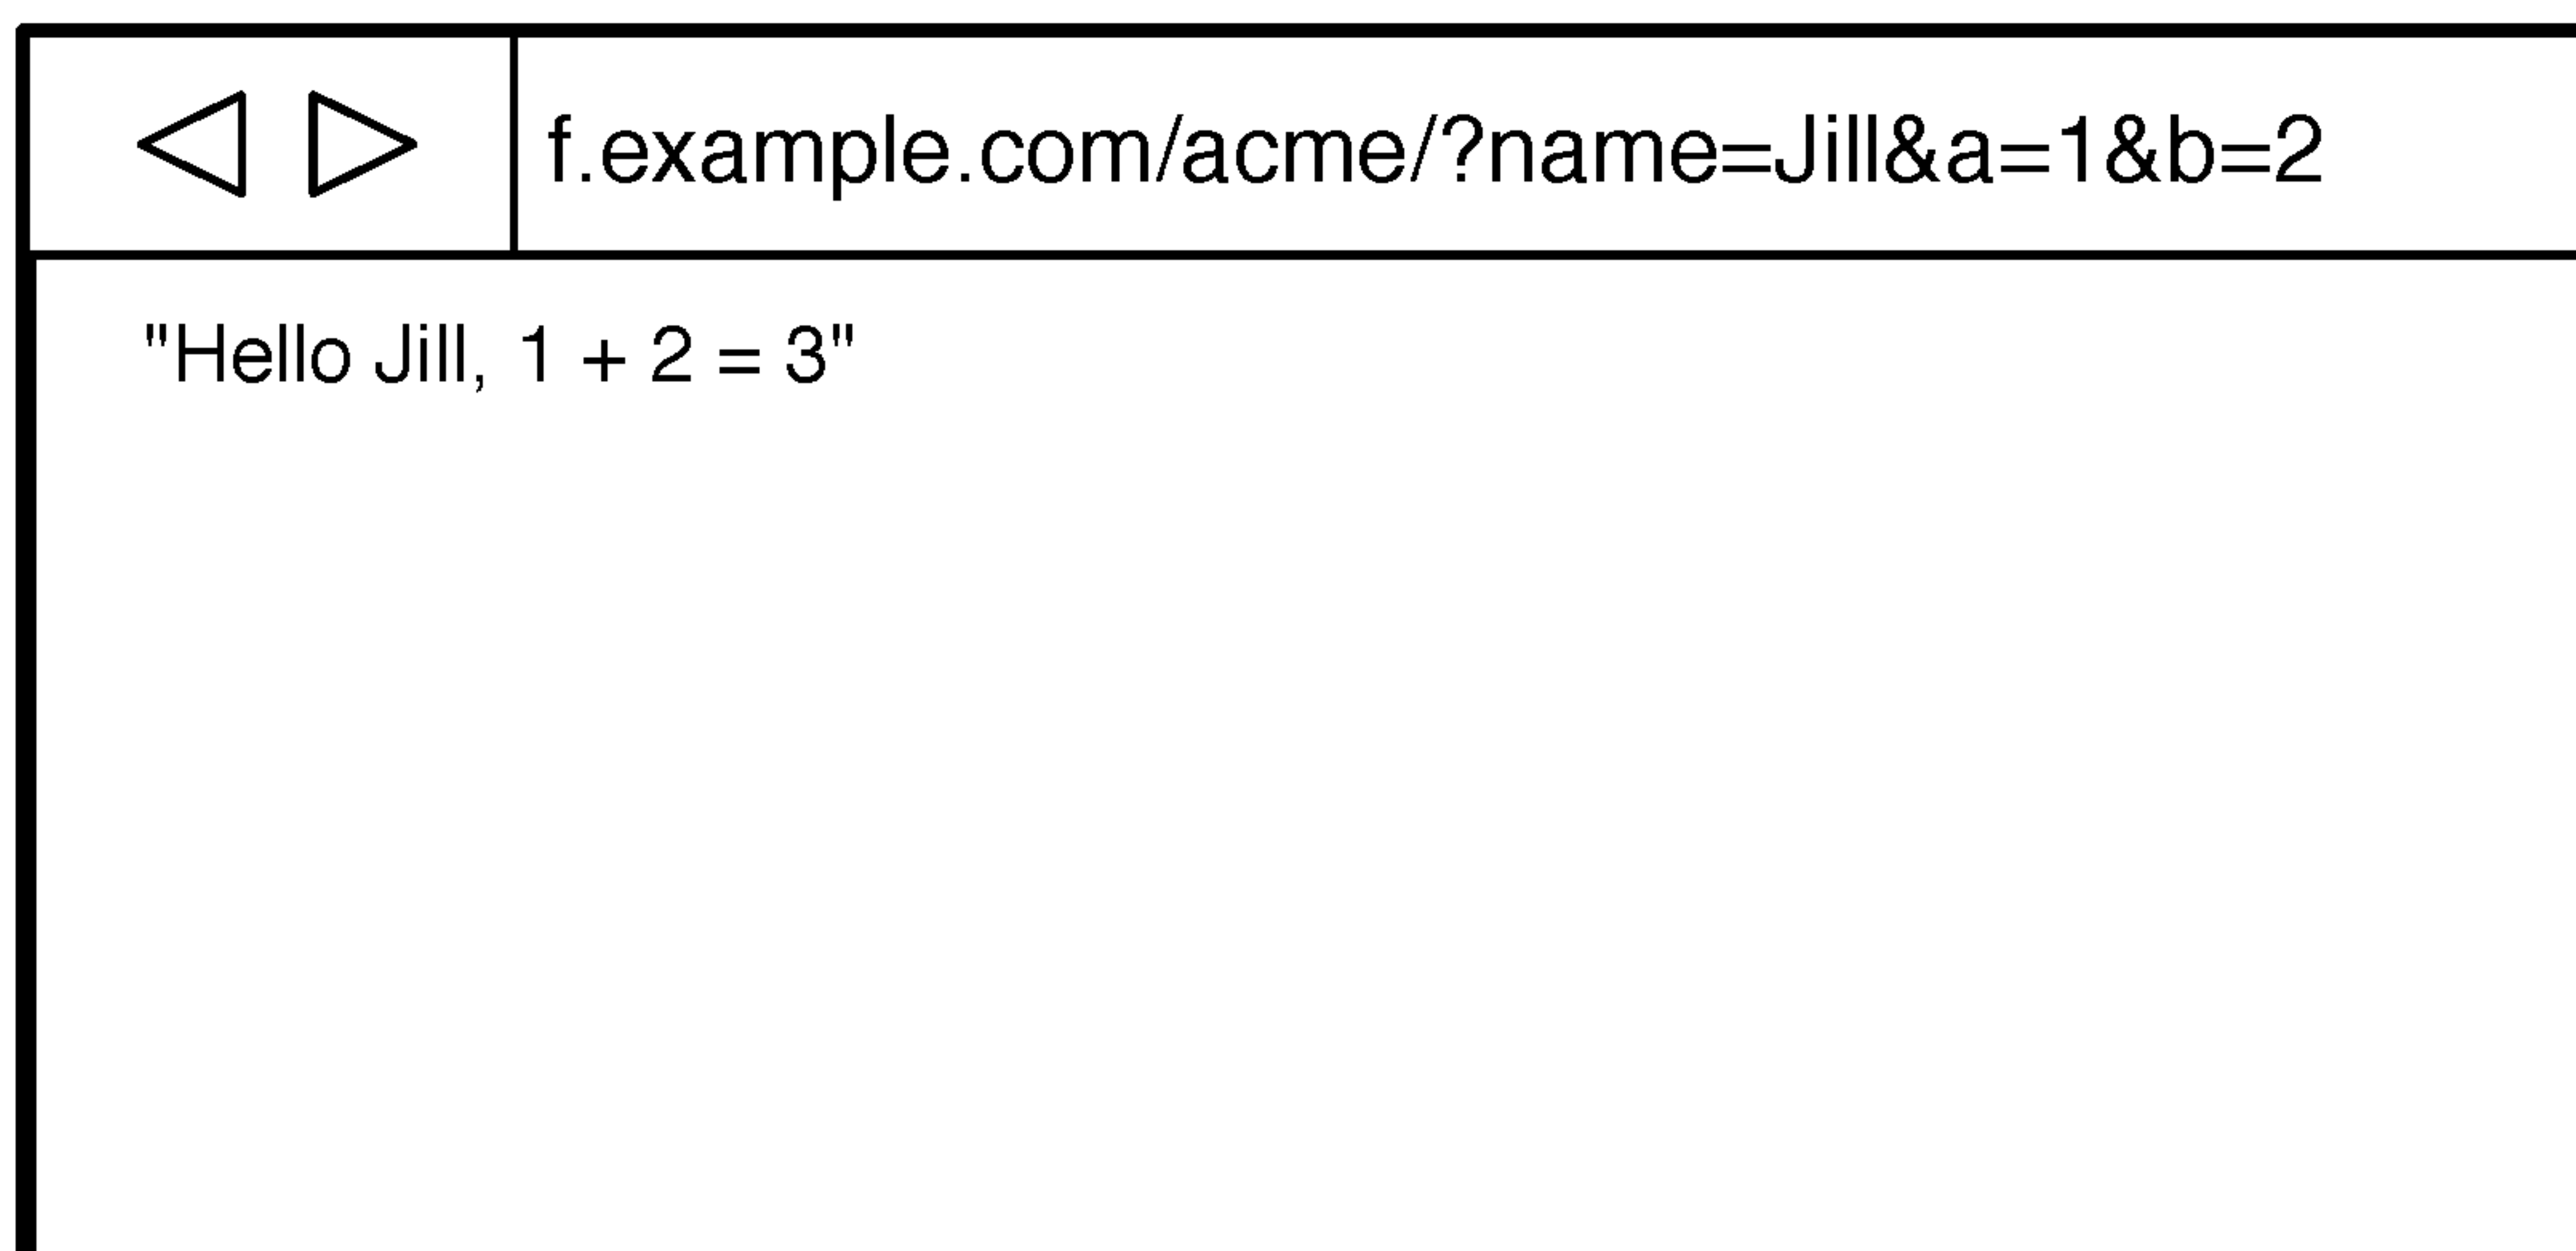 f.example.com/acme/?name=Jill&a=1&b=2
"Hello Jill, 1 + 2 = 3"